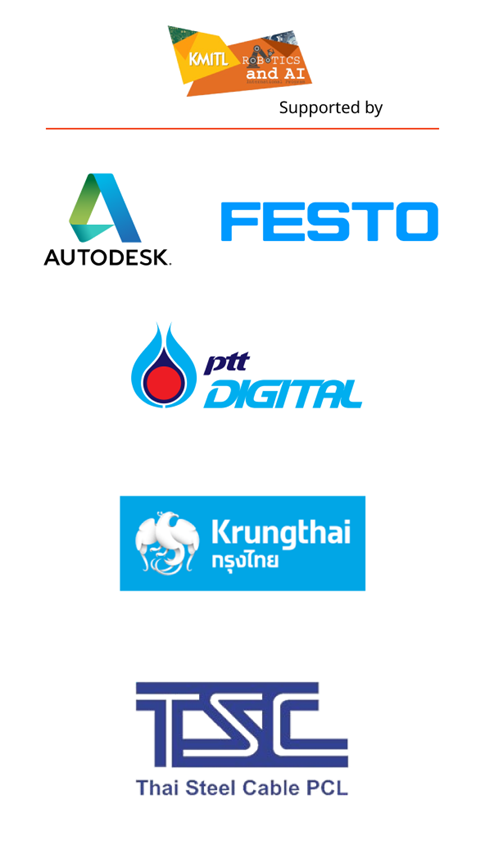 KMITL
ROBOTICS
and AI
Supported by
AUTODESK.
FESTO
ptt
DIGITAL
Krungthai
กรุงไทย
TSC
Thai Steel Cable PCL